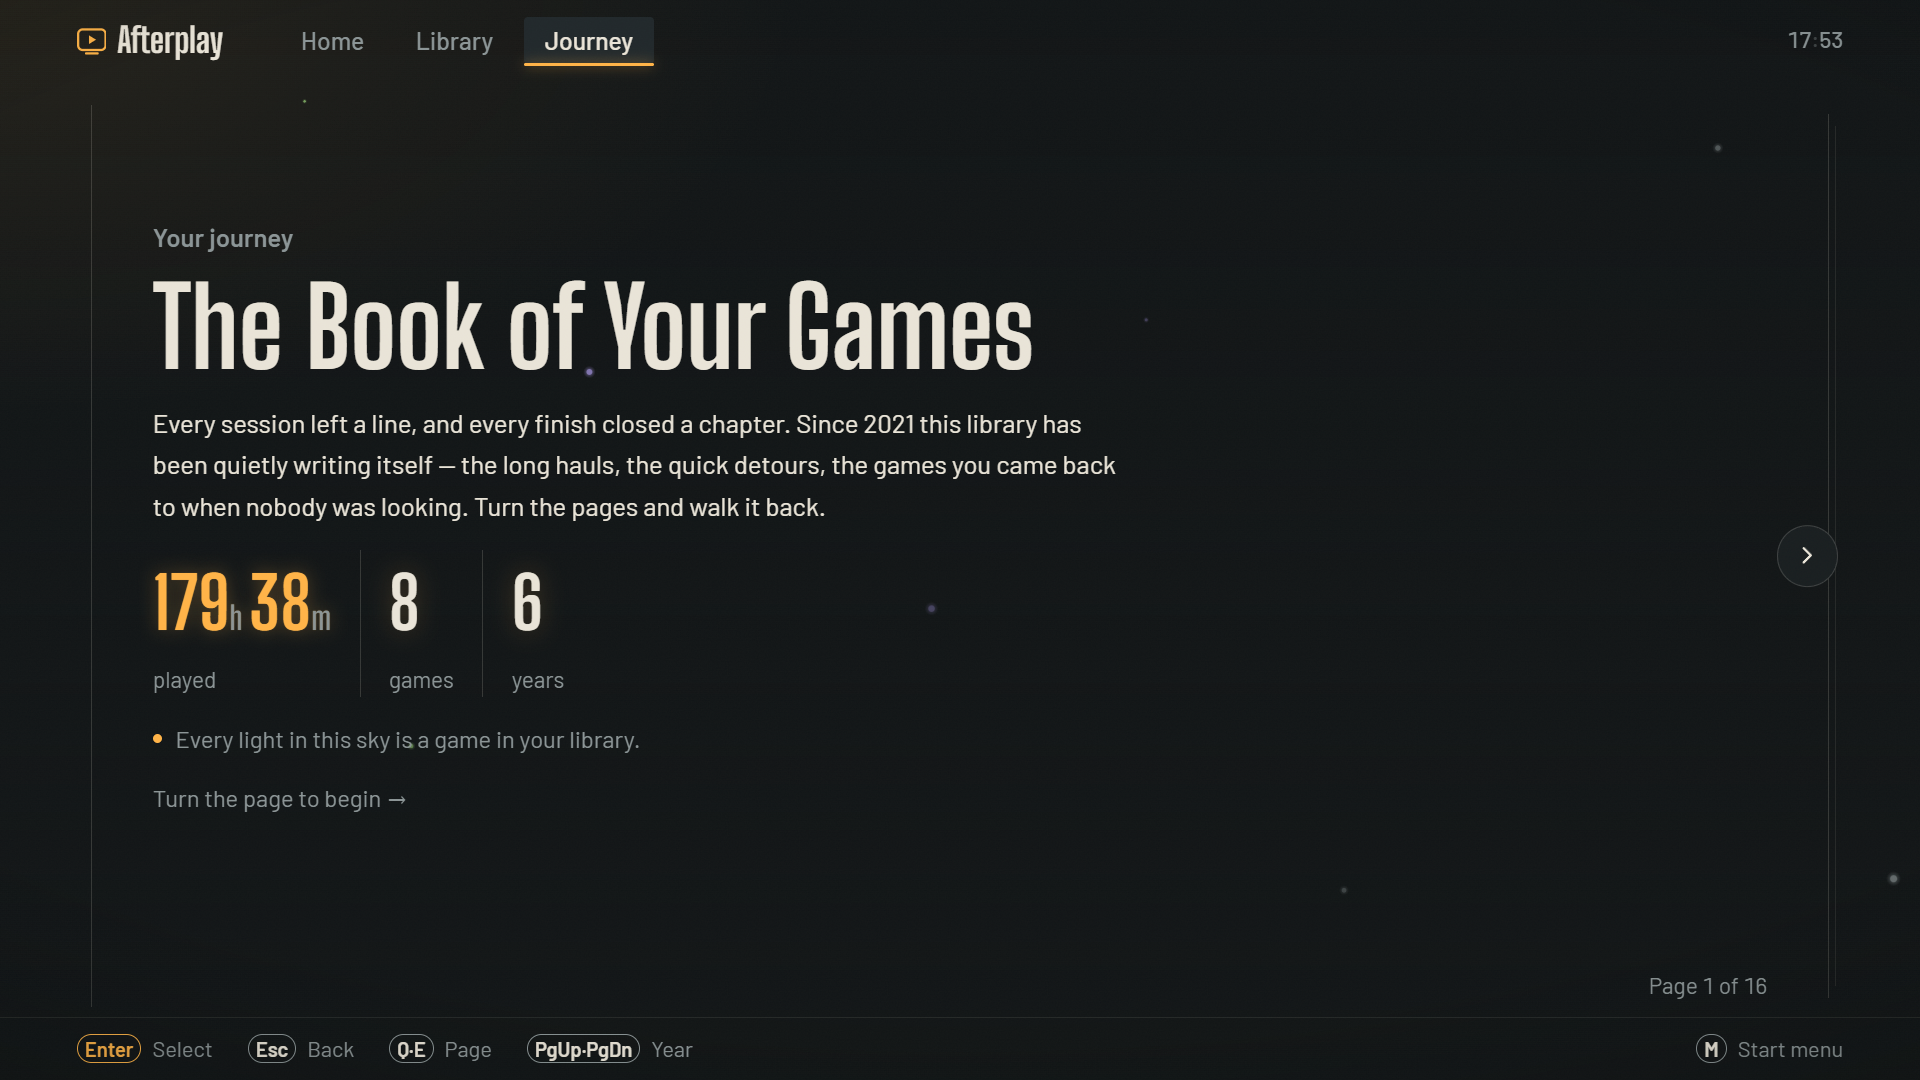 Afterplay
Home
Library
Journey
17:53
Your journey
The Book of Your Games
Every session left a line, and every finish closed a chapter. Since 2021 this library has
been quietly writing itself — the long hauls, the quick detours, the games you came back
to when nobody was looking. Turn the pages and walk it back.
179h 38m
played
8
games
6
years
Every light in this sky is a game in your library.
Turn the page to begin →
Page 1 of 16
Enter Select
Esc Back
Q·E Page
PgUp·PgDn Year
M Start menu